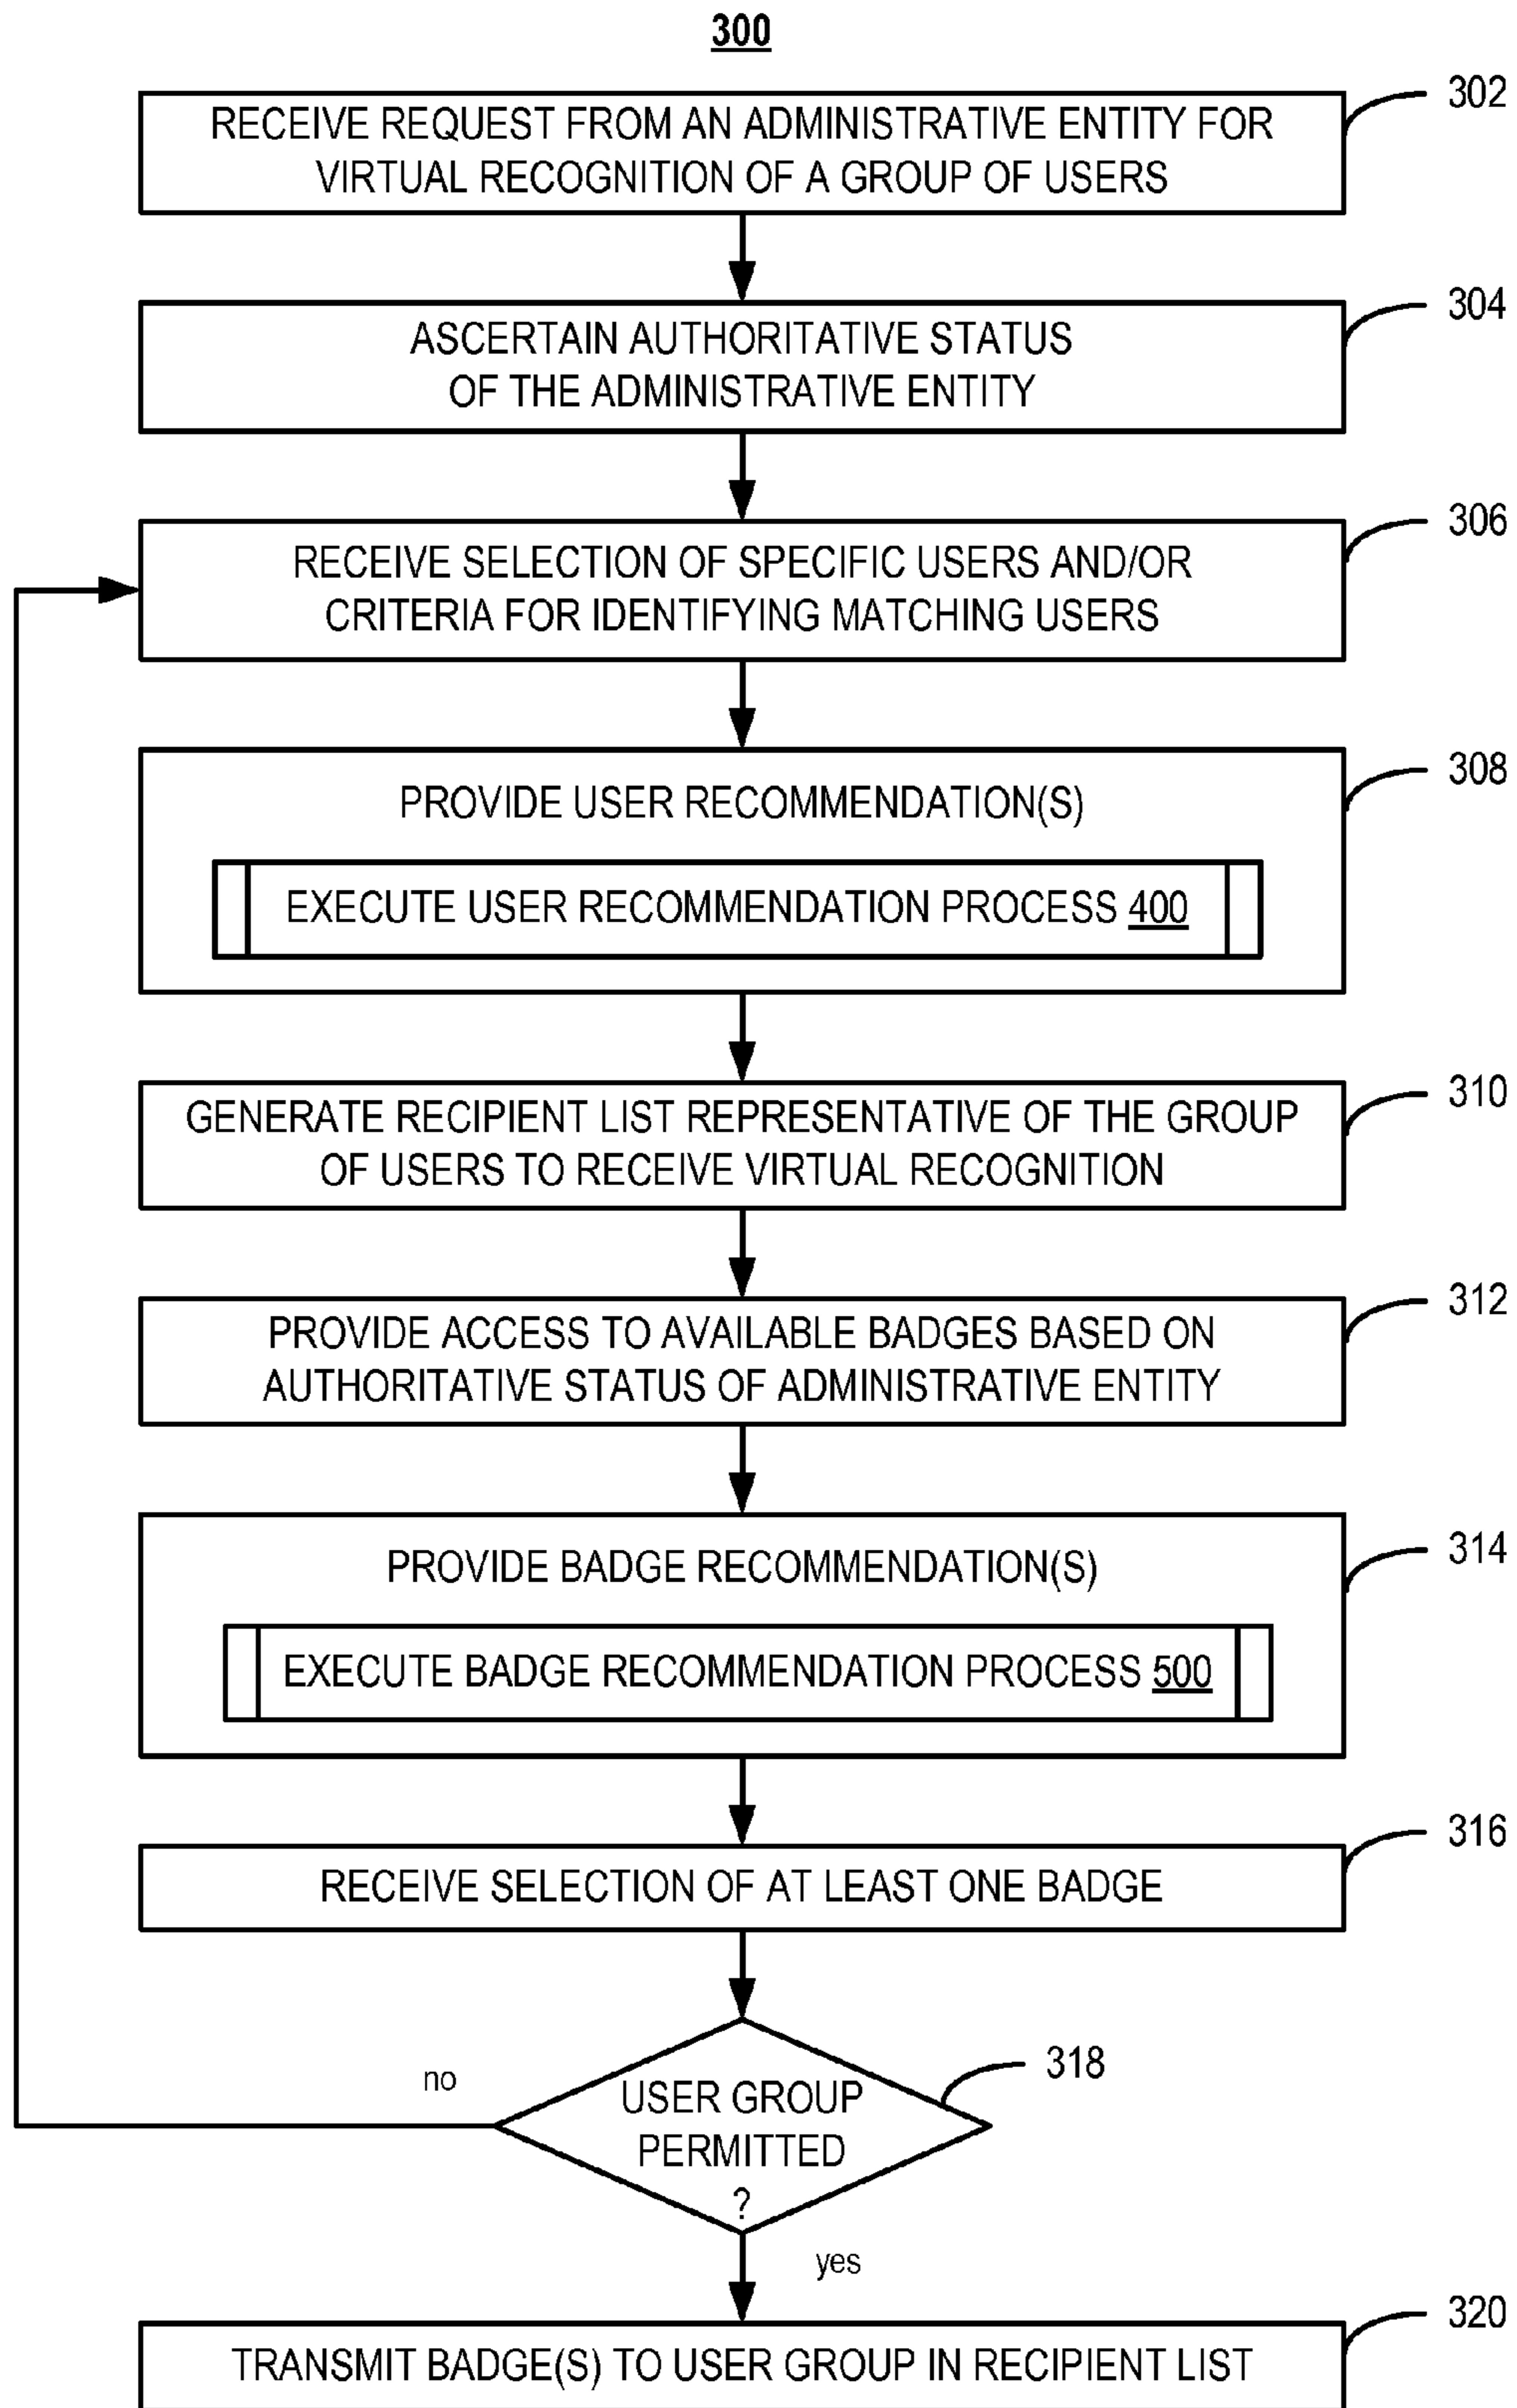 300
302
RECEIVE REQUEST FROM AN ADMINISTRATIVE ENTITY FOR
VIRTUAL RECOGNITION OF A GROUP OF USERS
304
ASCERTAIN AUTHORITATIVE STATUS
OF THE ADMINISTRATIVE ENTITY
306
RECEIVE SELECTION OF SPECIFIC USERS AND/OR
CRITERIA FOR IDENTIFYING MATCHING USERS
308
PROVIDE USER RECOMMENDATION(S)
EXECUTE USER RECOMMENDATION PROCESS 400
310
GENERATE RECIPIENT LIST REPRESENTATIVE OF THE GROUP
OF USERS TO RECEIVE VIRTUAL RECOGNITION
312
PROVIDE ACCESS TO AVAILABLE BADGES BASED ON
AUTHORITATIVE STATUS OF ADMINISTRATIVE ENTITY
314
PROVIDE BADGE RECOMMENDATION(S)
EXECUTE BADGE RECOMMENDATION PROCESS 500
316
RECEIVE SELECTION OF AT LEAST ONE BADGE
318
no
USER GROUP
PERMITTED
?
yes
320
TRANSMIT BADGE(S) TO USER GROUP IN RECIPIENT LIST